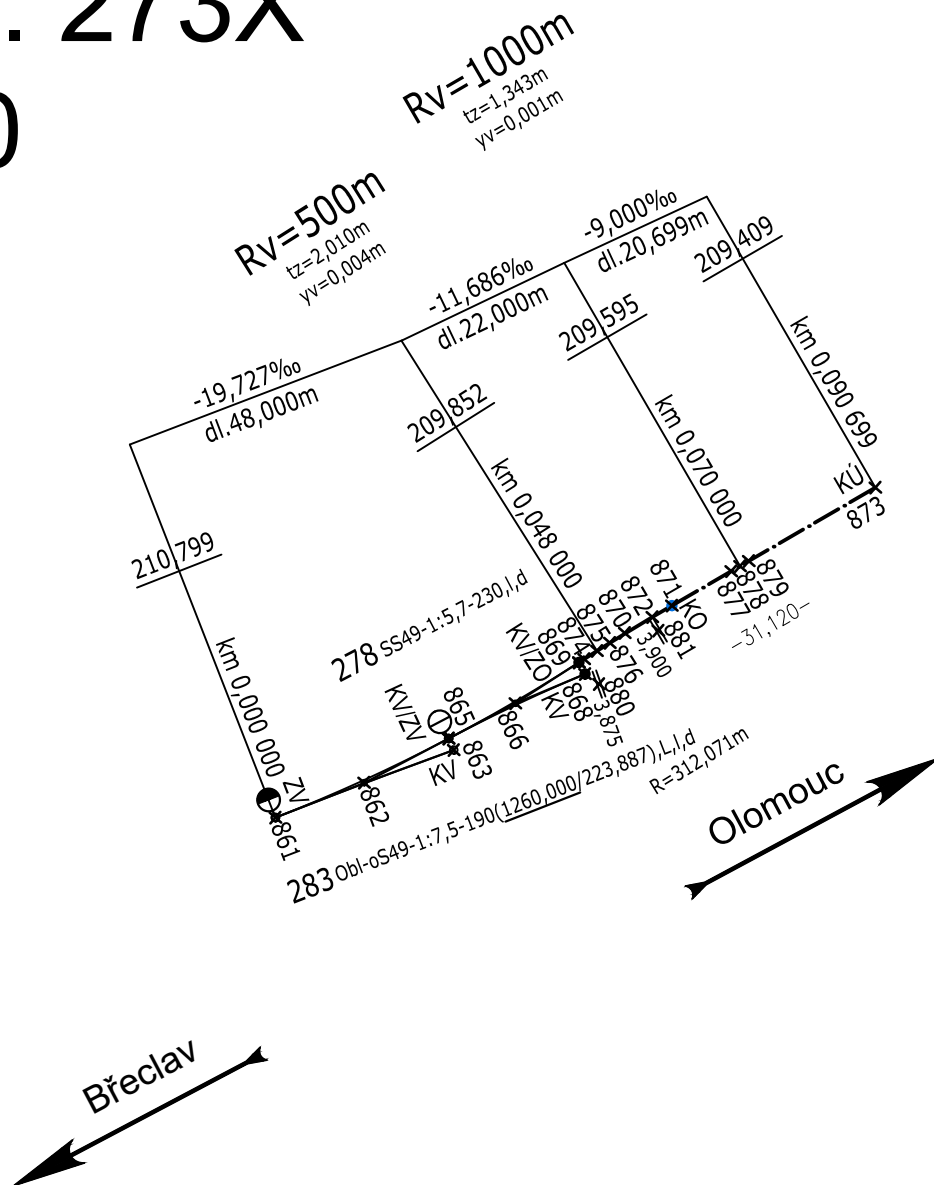 . 273X
0
Rv=1000m
tz=1,343m
yv=0,001m
Rv=500m
tz=2,010m
yv=0,004m
-9,000‰
dl.20,699m
209,409
-11,686‰
dl.22,000m
209,595
-19,727‰
dl.48,000m
209,852
210,799
km 0,090 699
km 0,070 000
km 0,048 000
km 0,000 000
KÚ
873
879
878
877
871
KO
872
881
870
3,900
875
876
874
869
KV/ZO
868
880
3,875
KV
-31,120-
278 SS49-1:5,7-230,l,d
KV/ZV
865
866
863
KV
862
ZV
861
283 Obl-oS49-1:7,5-190(1260,000/223,887),L,l,d
R=312,071m
Olomouc
Břeclav